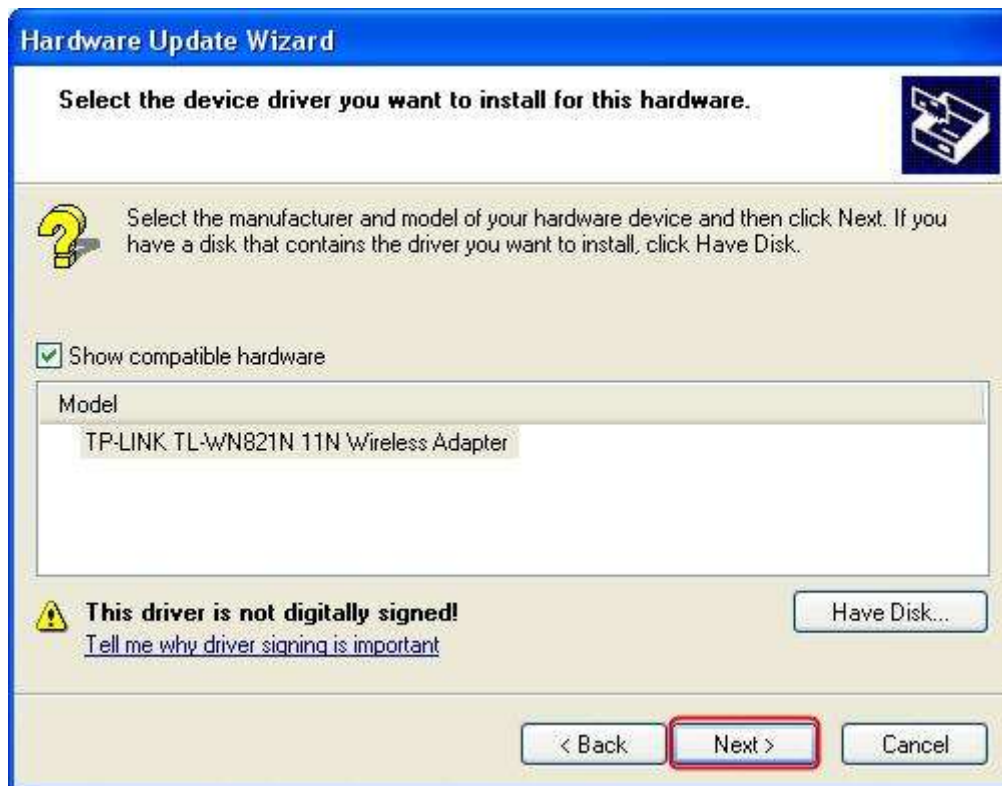 Hardware Update Wizard
Select the device driver you want to install for this hardware.
Select the manufacturer and model of your hardware device and then click Next. If you
have a disk that contains the driver you want to install, click Have Disk.
Show compatible hardware
Model
TP-LINK TL-WN821N 11N Wireless Adapter
This driver is not digitally signed!
Have Disk...
Tell me why driver signing is important
< Back
Next >
Cancel